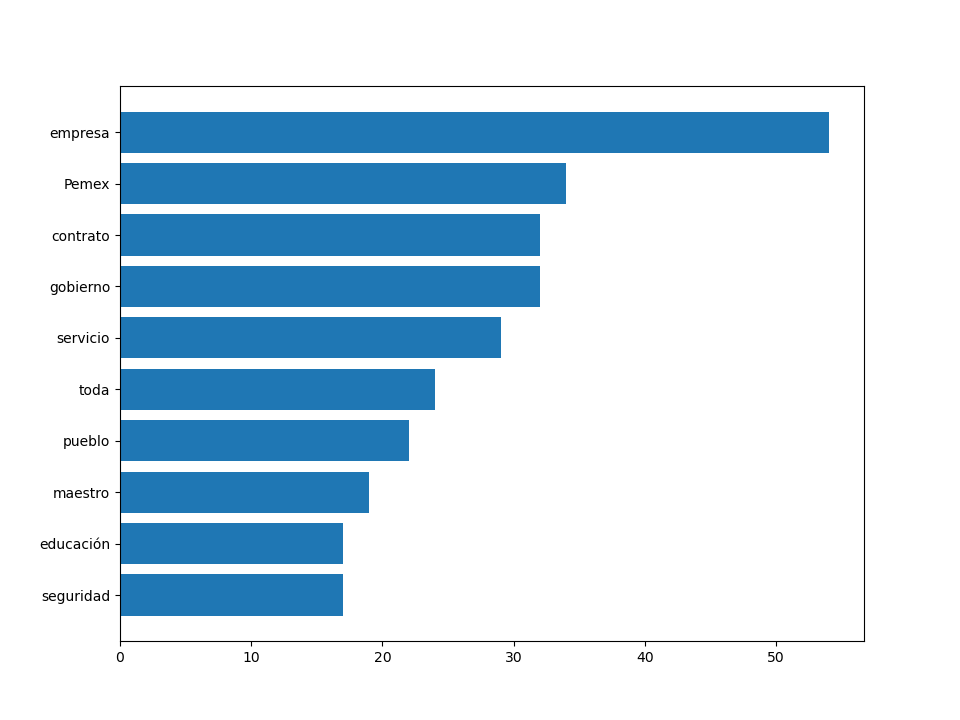 empresa
Pemex
contrato
gobierno
servicio
toda
pueblo
maestro
educación
seguridad
0 10 20 30 40 50